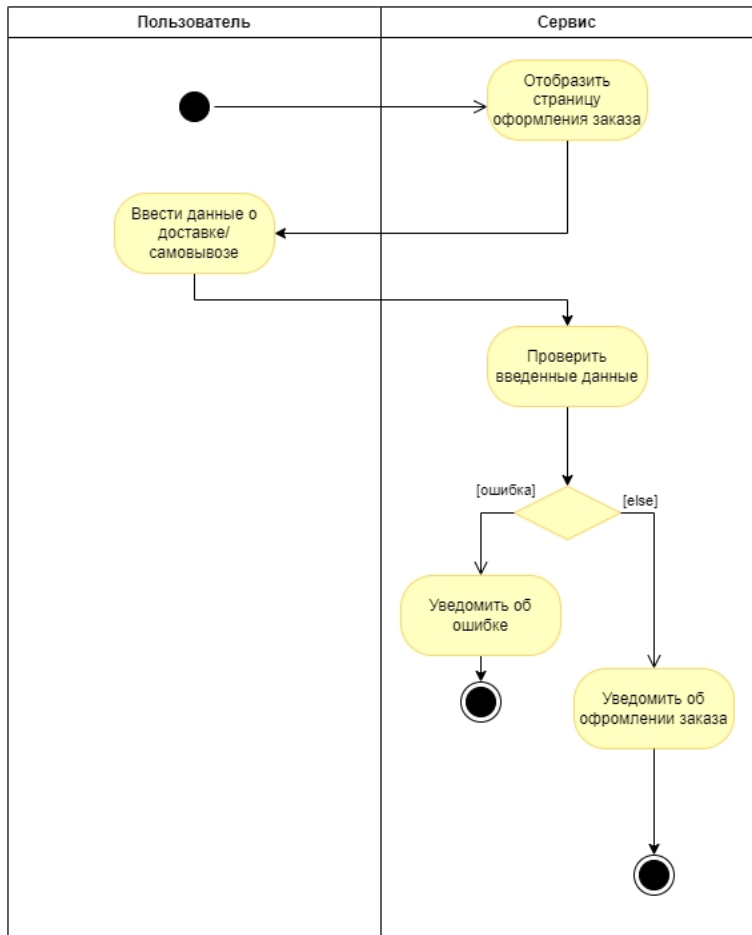 Пользователь
Сервис
Отобразить
страницу
оформления заказа
Ввести данные о
доставке/
самовывозе
Проверить
введенные данные
[ошибка]
[else]
Уведомить об
ошибке
Уведомить об
офромлении заказа